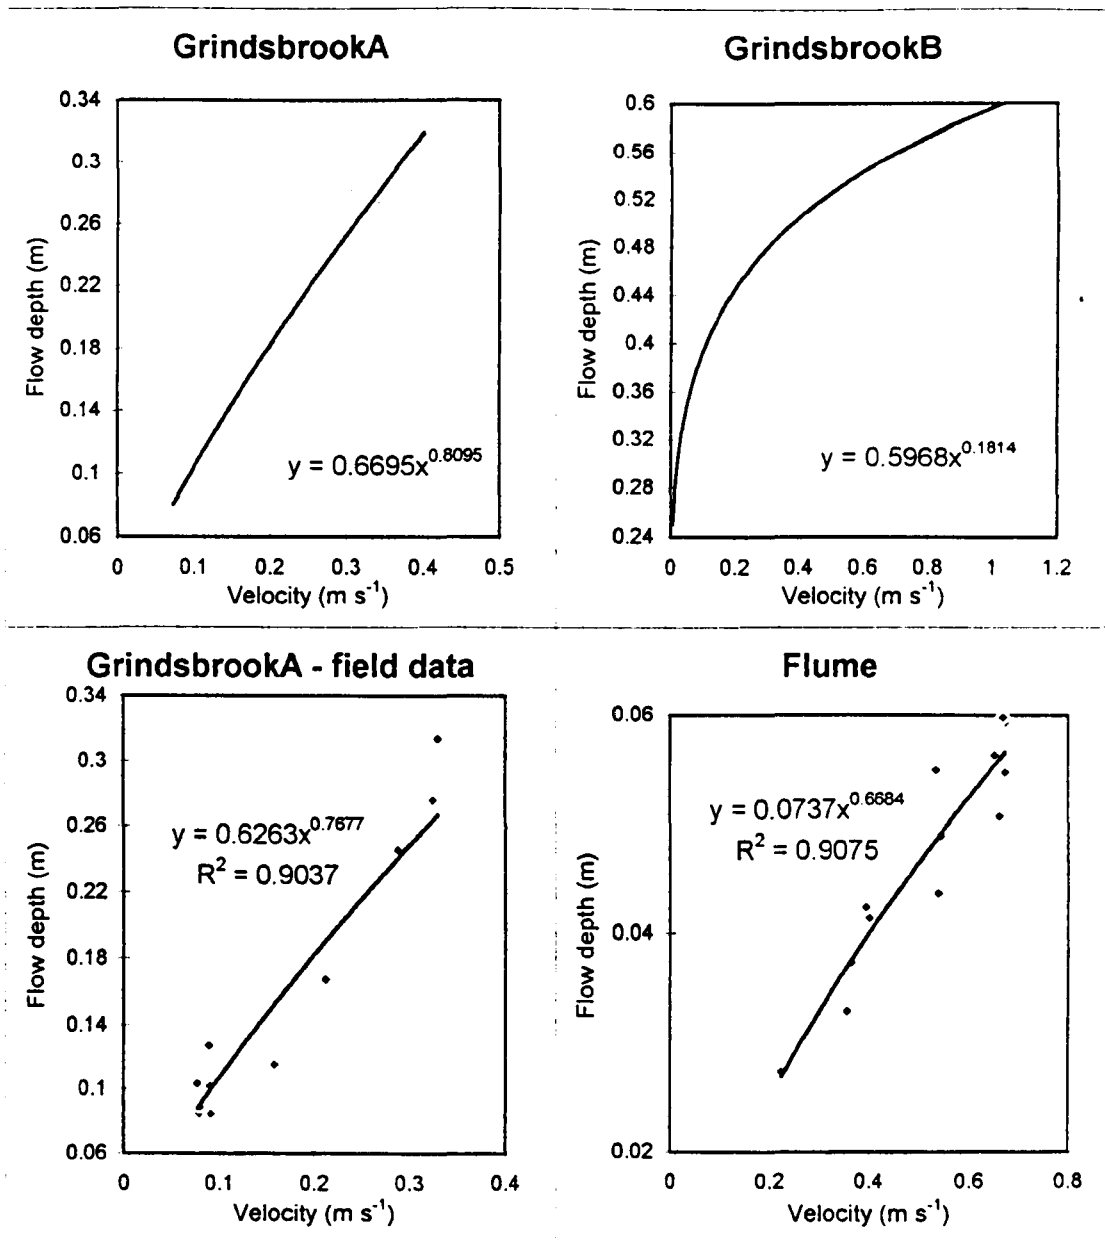 GrindsbrookA
0.34
0.3
0.26
0.22
0.18
0.14
0.1
0.06
Flow depth (m)
y = 0.6695x^0.8095
0 0.1 0.2 0.3 0.4 0.5
Velocity (m s⁻¹)
GrindsbrookB
0.6
0.56
0.52
0.48
0.44
0.4
0.36
0.32
0.28
0.24
Flow depth (m)
y = 0.5968x^0.1814
0 0.2 0.4 0.6 0.8 1 1.2
Velocity (m s⁻¹)
GrindsbrookA - field data
0.34
0.3
0.26
0.22
0.18
0.14
0.1
0.06
Flow depth (m)
y = 0.6263x^0.7677
R² = 0.9037
0 0.1 0.2 0.3 0.4
Velocity (m s⁻¹)
Flume
0.06
0.04
0.02
Flow depth (m)
y = 0.0737x^0.6684
R² = 0.9075
0 0.2 0.4 0.6 0.8
Velocity (m s⁻¹)